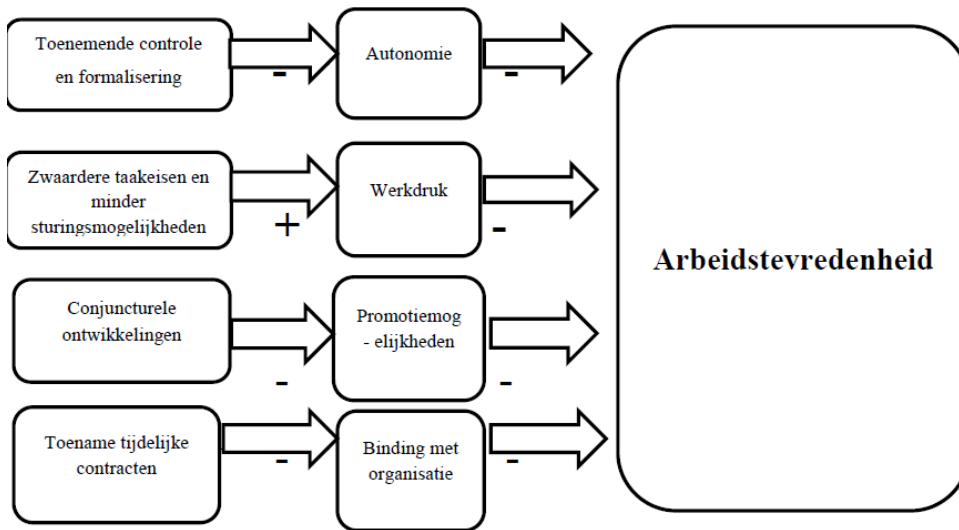 Toenemende controle
en formalisering
-
Autonomie
-
Zwaardere taakeisen en
minder
sturingsmogelijkheden
+
Werkdruk
-
Conjuncturele
ontwikkelingen
-
Promotiemog
- elijkheden
-
Toename tijdelijke
contracten
-
Binding met
organisatie
-
Arbeidstevredenheid